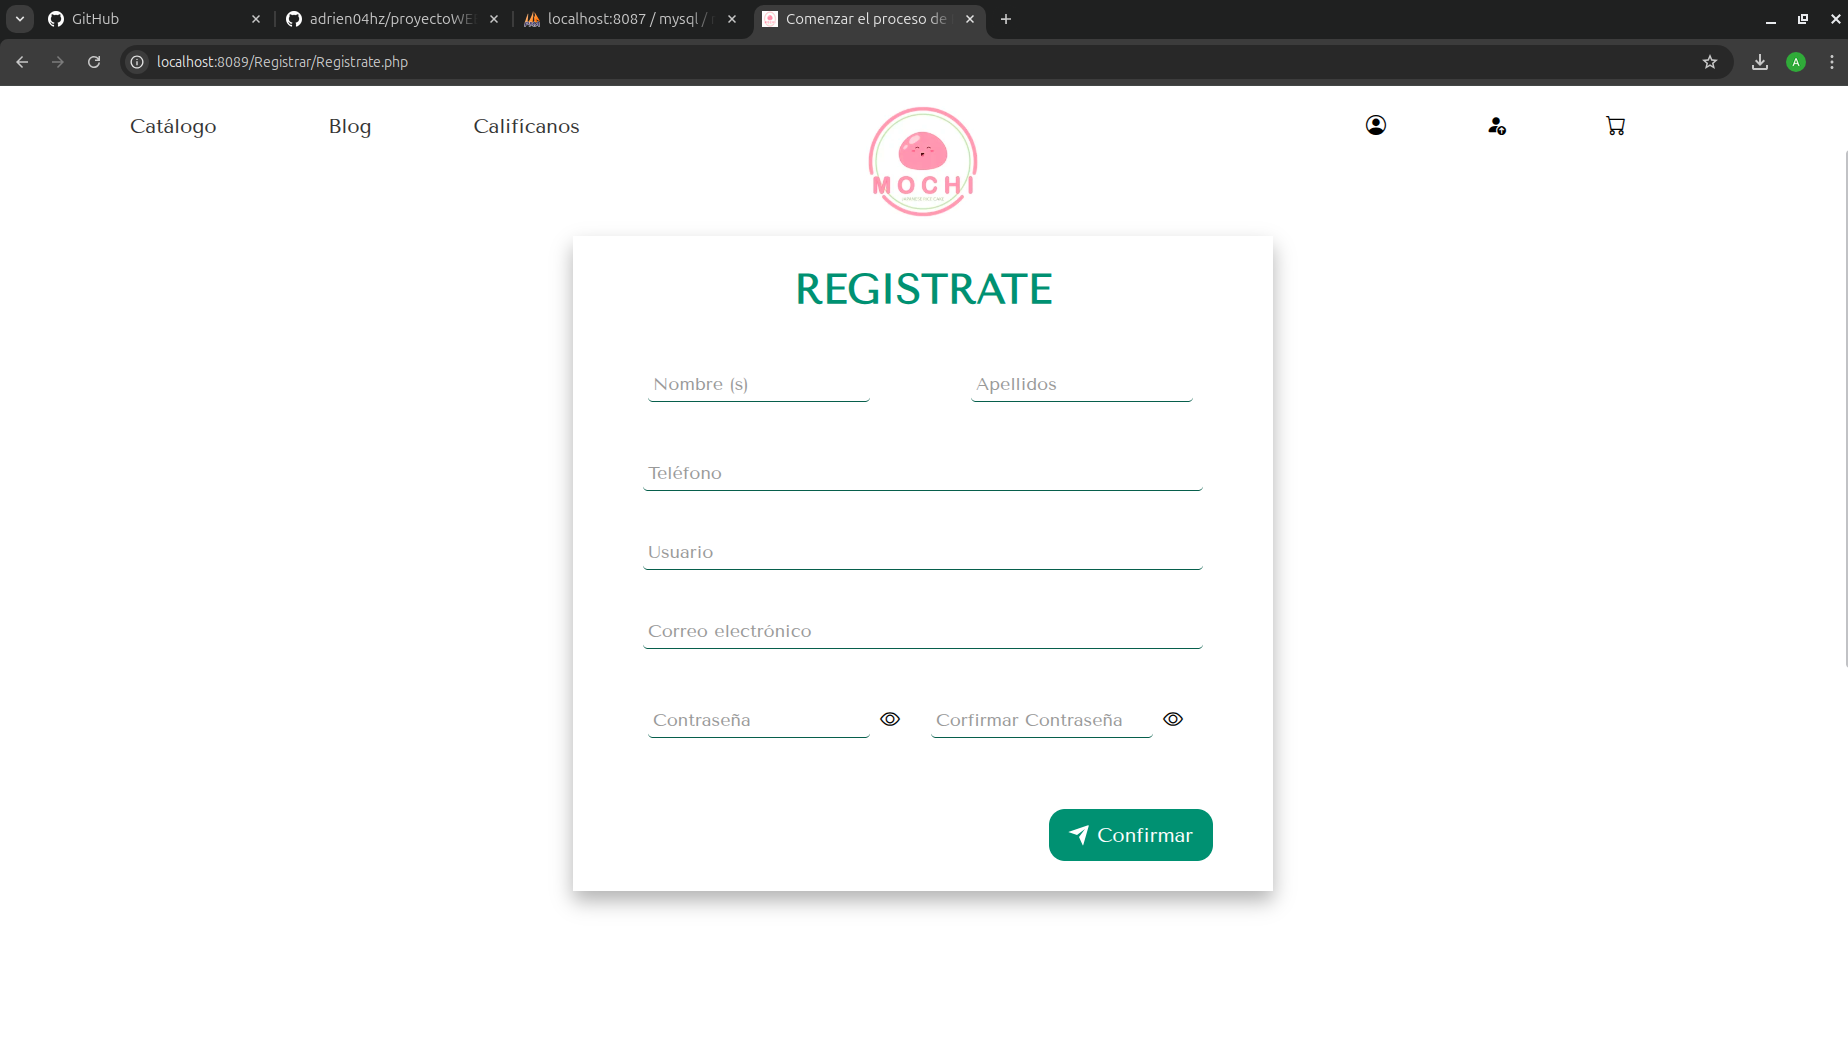 GitHub
adrien04hz/proyectoWE
localhost:8087 / mysql /
Comenzar el proceso de
localhost:8089/Registrar/Registrate.php
A
Catálogo
Blog
Califícanos
MOCHI
REGISTRATE
Nombre (s)
Apellidos
Teléfono
Usuario
Correo electrónico
Contraseña
Corfirmar Contraseña
Confirmar